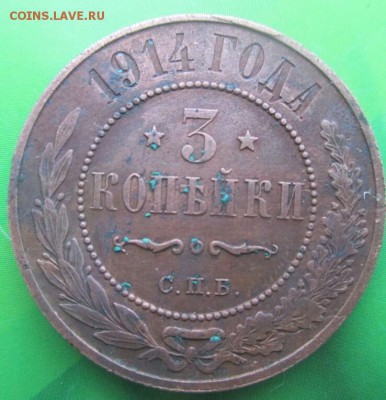 COINS.LAVE.RU
1914 ГОДА
3
КОПѢЙКИ
С.П.Б.